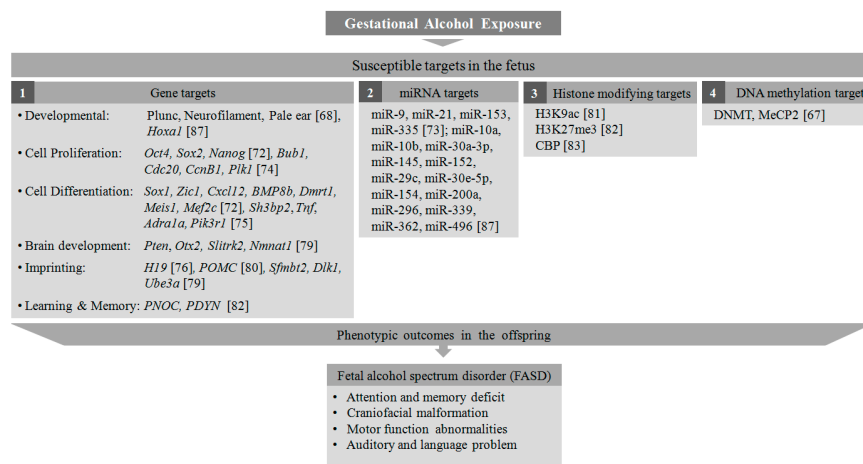 Gestational Alcohol Exposure
Susceptible targets in the fetus
1 Gene targets
• Developmental: Plunc, Neurofilament, Pale ear [68],
Hoxa1 [87]
• Cell Proliferation: Oct4, Sox2, Nanog [72], Bub1,
Cdc20, CcnB1, Plk1 [74]
• Cell Differentiation: Sox1, Zic1, Cxcl12, BMP8b, Dmrt1,
Meis1, Mef2c [72], Sh3bp2, Tnf,
Adra1a, Pik3r1 [75]
• Brain development: Pten, Otx2, Slitrk2, Nmnat1 [79]
• Imprinting: H19 [76], POMC [80], Sfmbt2, Dlk1,
Ube3a [79]
• Learning & Memory: PNOC, PDYN [82]
2 miRNA targets
miR-9, miR-21, miR-153,
miR-335 [73]; miR-10a,
miR-10b, miR-30a-3p,
miR-145, miR-152,
miR-29c, miR-30e-5p,
miR-154, miR-200a,
miR-296, miR-339,
miR-362, miR-496 [87]
3 Histone modifying targets
H3K9ac [81]
H3K27me3 [82]
CBP [83]
4 DNA methylation target
DNMT, MeCP2 [67]
Phenotypic outcomes in the offspring
Fetal alcohol spectrum disorder (FASD)
• Attention and memory deficit
• Craniofacial malformation
• Motor function abnormalities
• Auditory and language problem